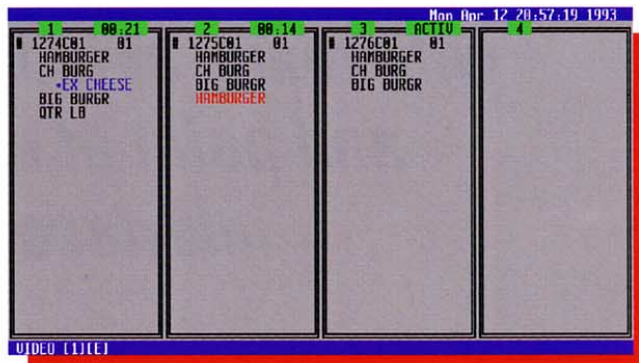 Mon Apr 12 20:57:19 1993
1 00:21
# 1274C01 01
HAMBURGER
CH BURG
*EX CHEESE
BIG BURGR
QTR LB
2 00:14
# 1275C01 01
HAMBURGER
CH BURG
BIG BURGR
HAMBURGER
3 ACTIV
# 1276C01 01
HAMBURGER
CH BURG
BIG BURGR
4
VIDEO [1][E]